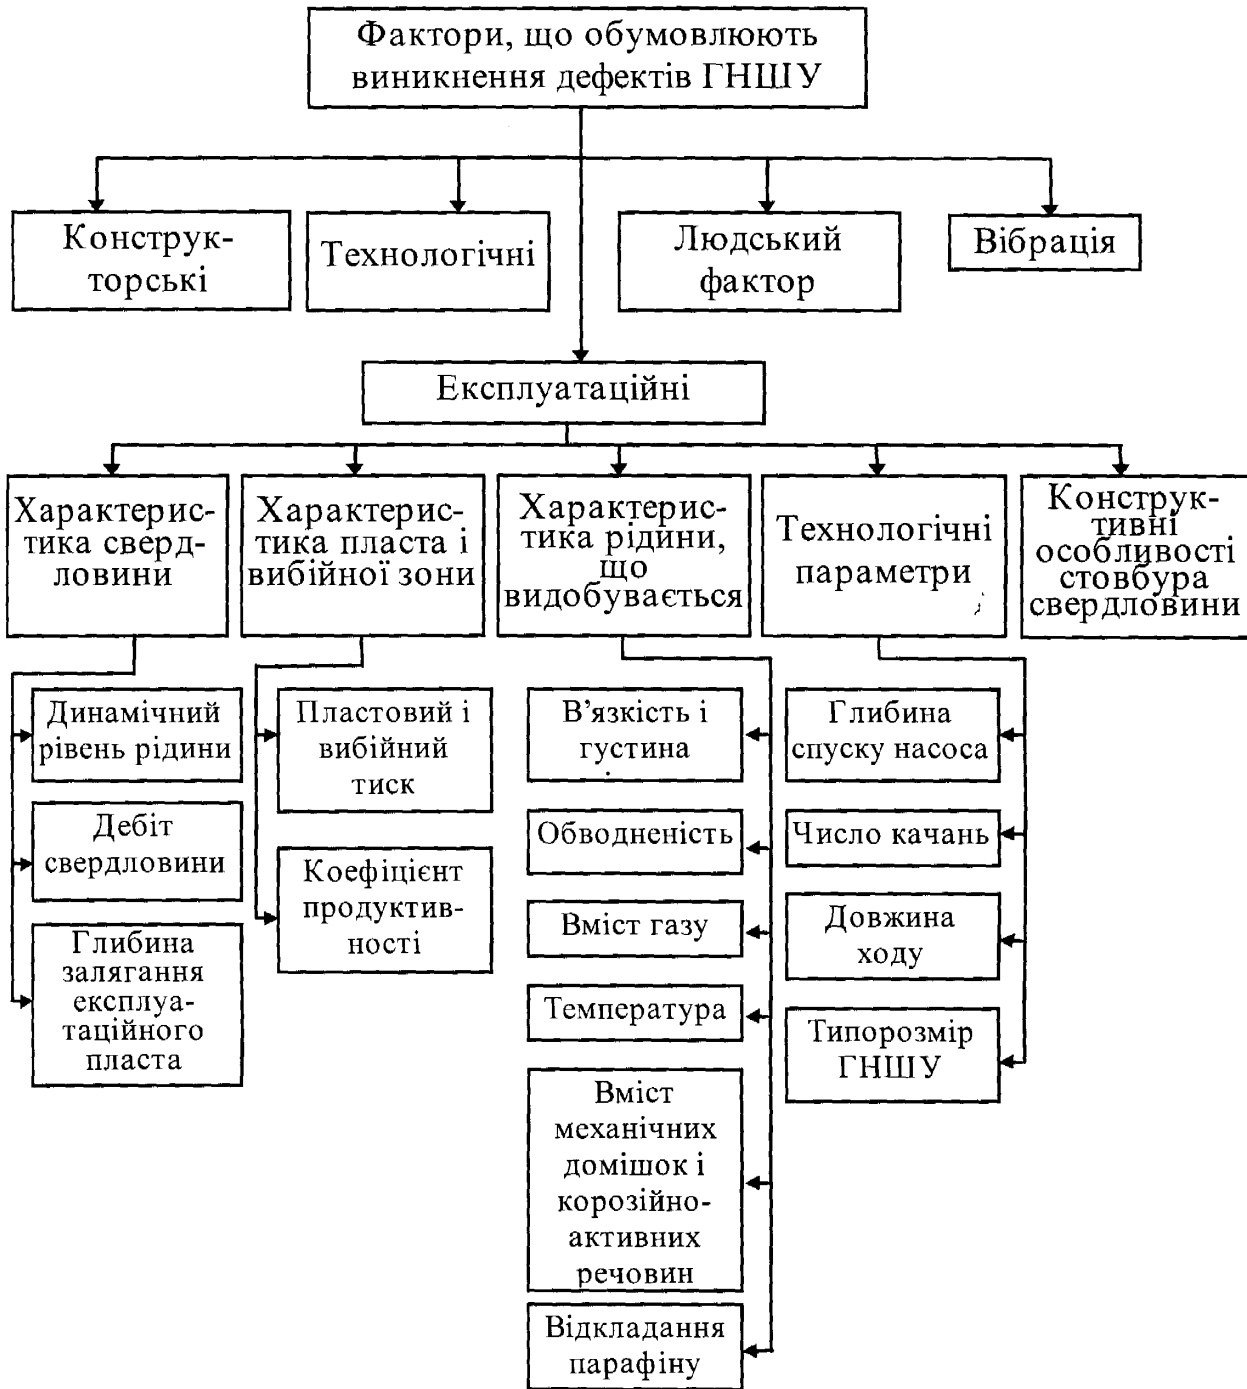 Фактори, що обумовлюють
виникнення дефектів ГНШУ
Конструк-
торські
Технологічні
Людський
фактор
Вібрація
Експлуатаційні
Характерис-
тика сверд-
ловини
Характерис-
тика пласта і
вибійної зони
Характерис-
тика рідини,
що
видобувається
Технологічні
параметри
Конструк-
тивні
особливості
стовбура
свердловини
Динамічний
рівень рідини
Дебіт
свердловини
Глибина
залягання
експлуа-
таційного
пласта
Пластовий і
вибійний
тиск
Коефіцієнт
продуктив-
ності
В'язкість і
густина
Обводненість
Вміст газу
Температура
Вміст
механічних
домішок і
корозійно-
активних
речовин
Відкладання
парафіну
Глибина
спуску насоса
Число качань
Довжина
ходу
Типорозмір
ГНШУ